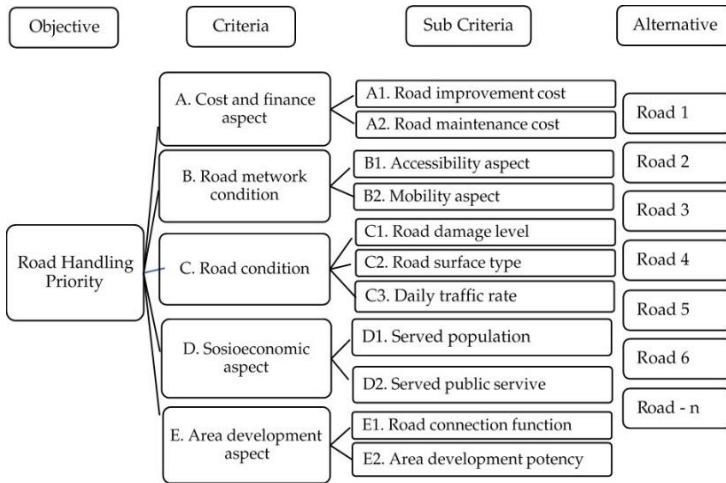 Objective
Criteria
Sub Criteria
Alternative
Road Handling
Priority
A. Cost and finance
aspect
B. Road metwork
condition
C. Road condition
D. Sosioeconomic
aspect
E. Area development
aspect
A1. Road improvement cost
A2. Road maintenance cost
B1. Accessibility aspect
B2. Mobility aspect
C1. Road damage level
C2. Road surface type
C3. Daily traffic rate
D1. Served population
D2. Served public servive
E1. Road connection function
E2. Area development potency
Road 1
Road 2
Road 3
Road 4
Road 5
Road 6
Road - n